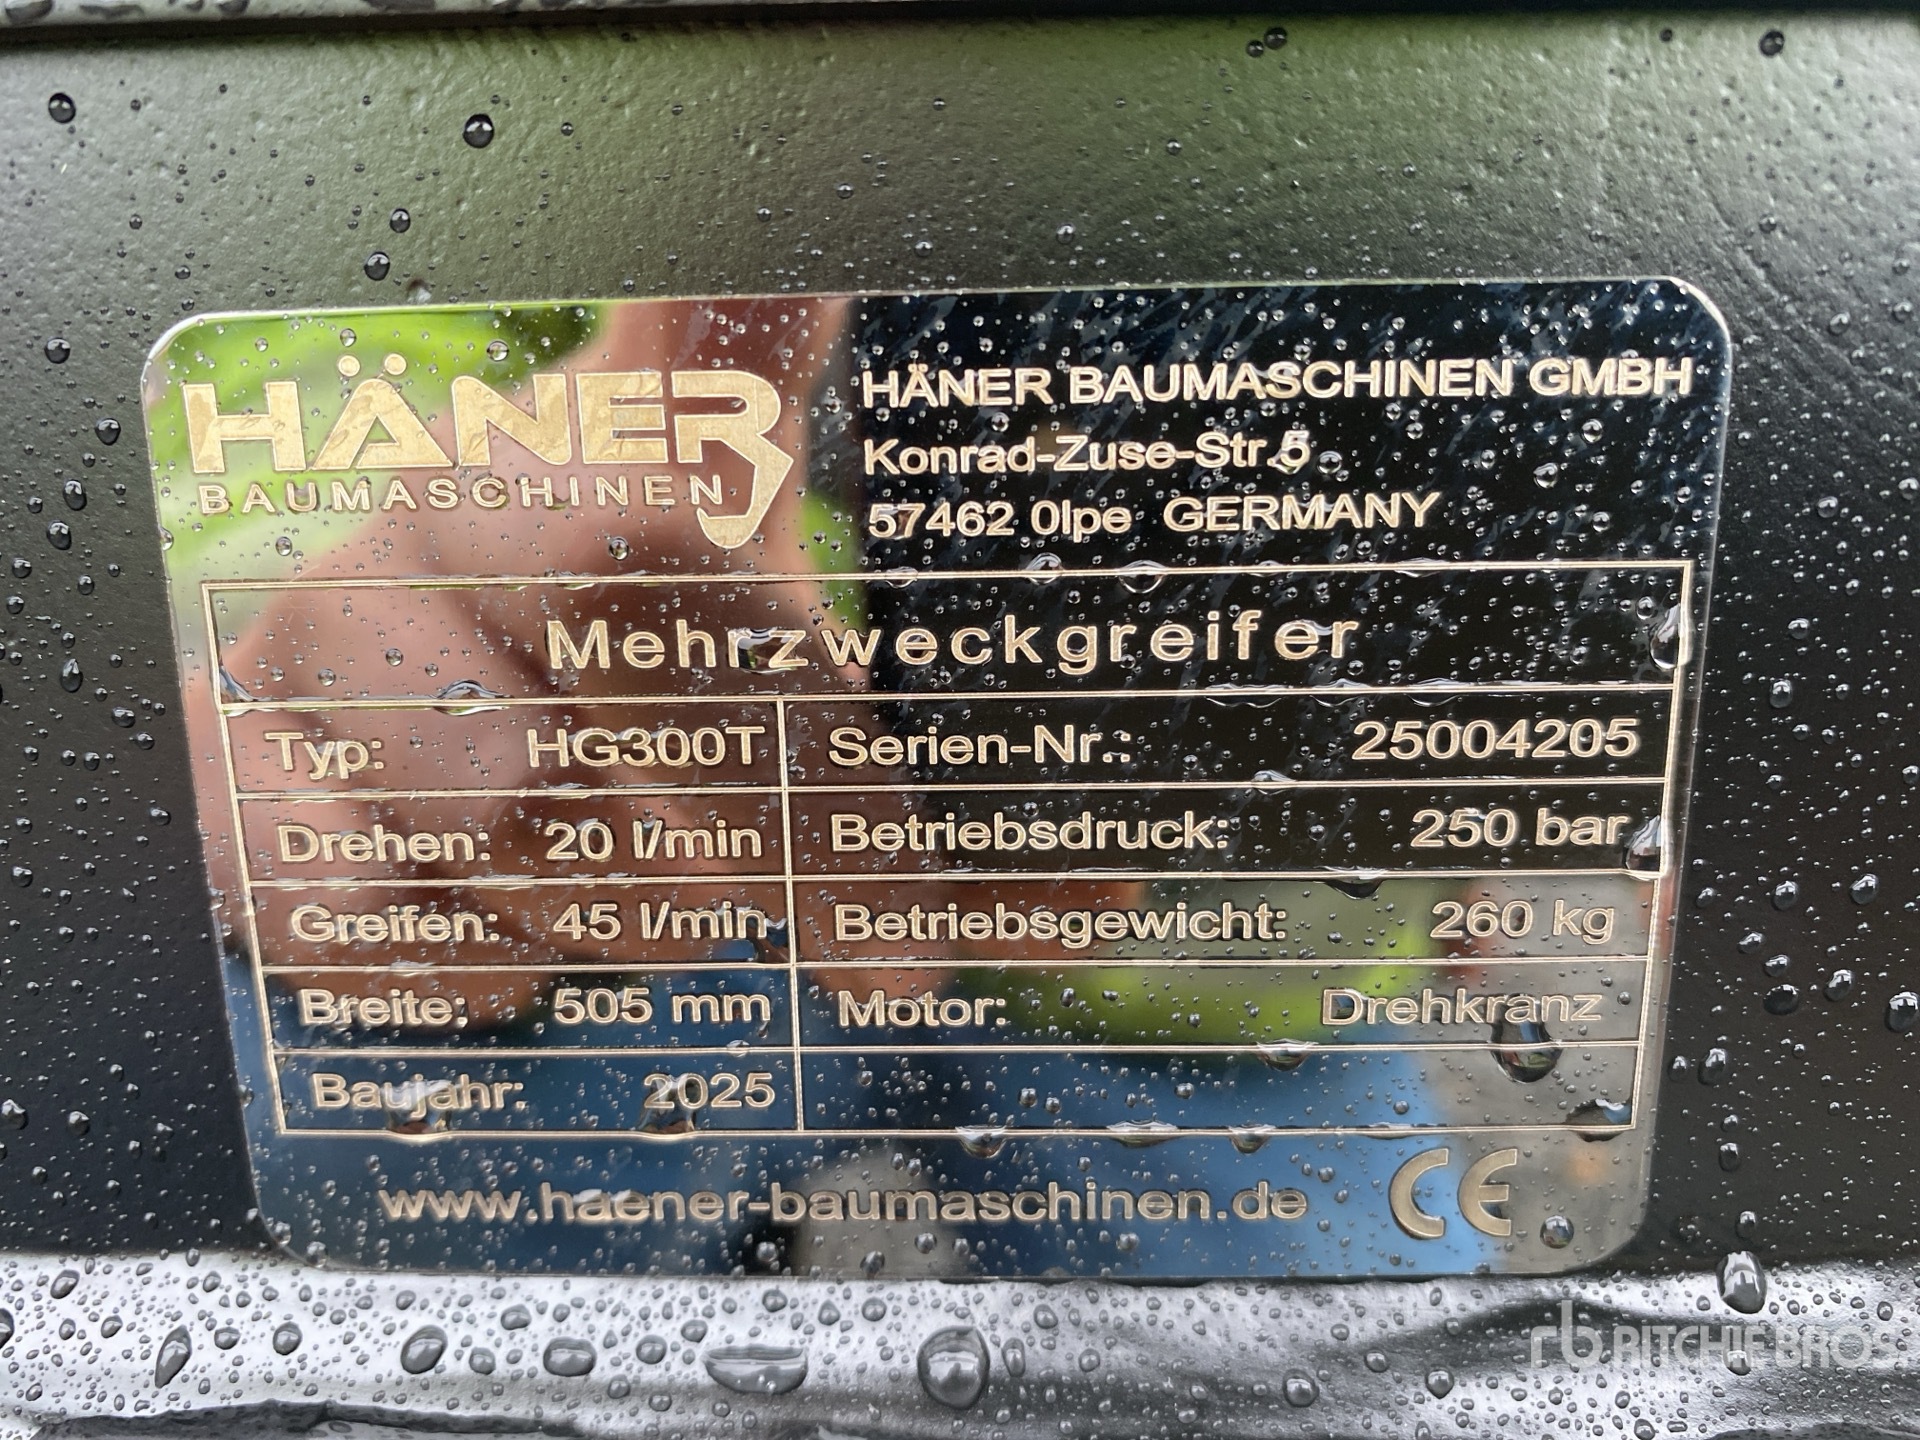 HÄNER
BAUMASCHINEN
HÄNER BAUMASCHINEN GMBH
Konrad-Zuse-Str.5
57462 Olpe GERMANY
Mehrzweckgreifer
Typ: HG300T
Serien-Nr.: 25004205
Drehen: 20 l/min
Betriebsdruck: 250 bar
Greifen: 45 l/min
Betriebsgewicht: 260 kg
Breite: 505 mm
Motor: Drehkranz
Baujahr: 2025
www.haener-baumaschinen.de CE
rb RITCHIE BROS